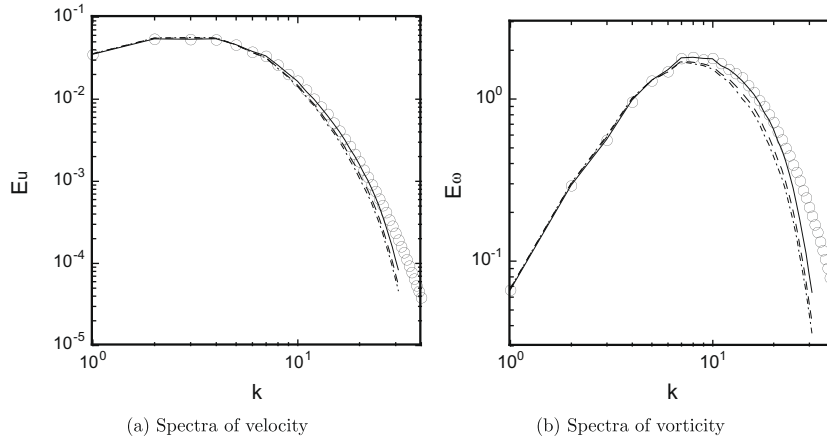 10^-1
10^-2
10^-3
10^-4
10^-5
Eu
10^0
10^1
k
(a) Spectra of velocity
10^0
10^-1
Eω
10^0
10^1
k
(b) Spectra of vorticity